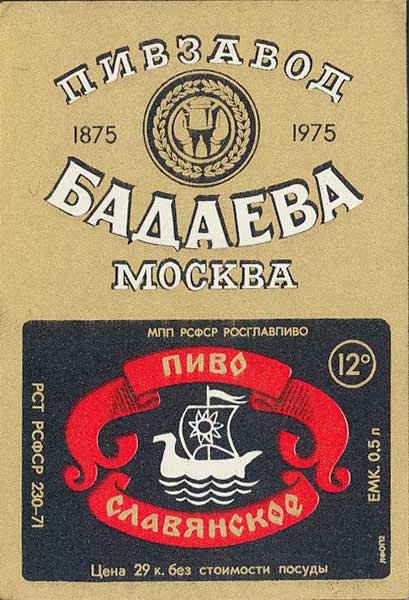 ПИВЗАВОД
1875
1975
БАДАЕВА
МОСКВА
МПП РСФСР РОСГЛАВПИВО
ПИВО
12°
РСТ РСФСР 230-71
ЕМК. 0,5 л
СЛАВЯНСКОЕ
ЛФОП2
Цена 29 к. без стоимости посуды